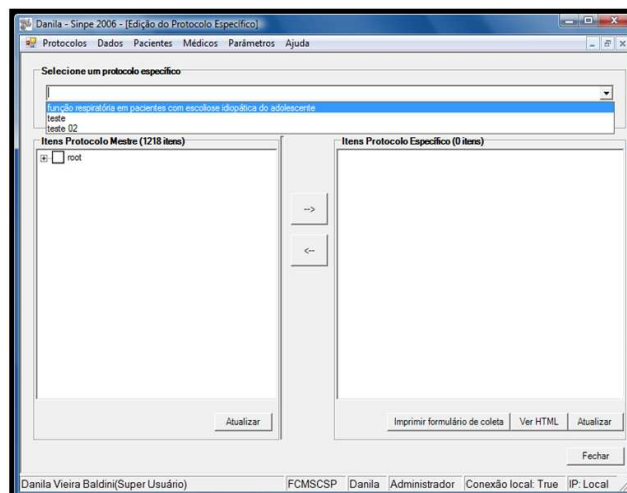 Danila - Sinpe 2006 - [Edição do Protocolo Específico]
Protocolos Dados Pacientes Médicos Parâmetros Ajuda
Selecione um protocolo específico
função respiratória em pacientes com escoliose idiopática do adolescente
teste
teste 02
Itens Protocolo Mestre (1218 itens) Itens Protocolo Específico (0 itens)
root
-->
<--
Atualizar Imprimir formulário de coleta Ver HTML Atualizar
Fechar
Danila Vieira Baldini(Super Usuário) FCMSCSP Danila Administrador Conexão local: True IP: Local